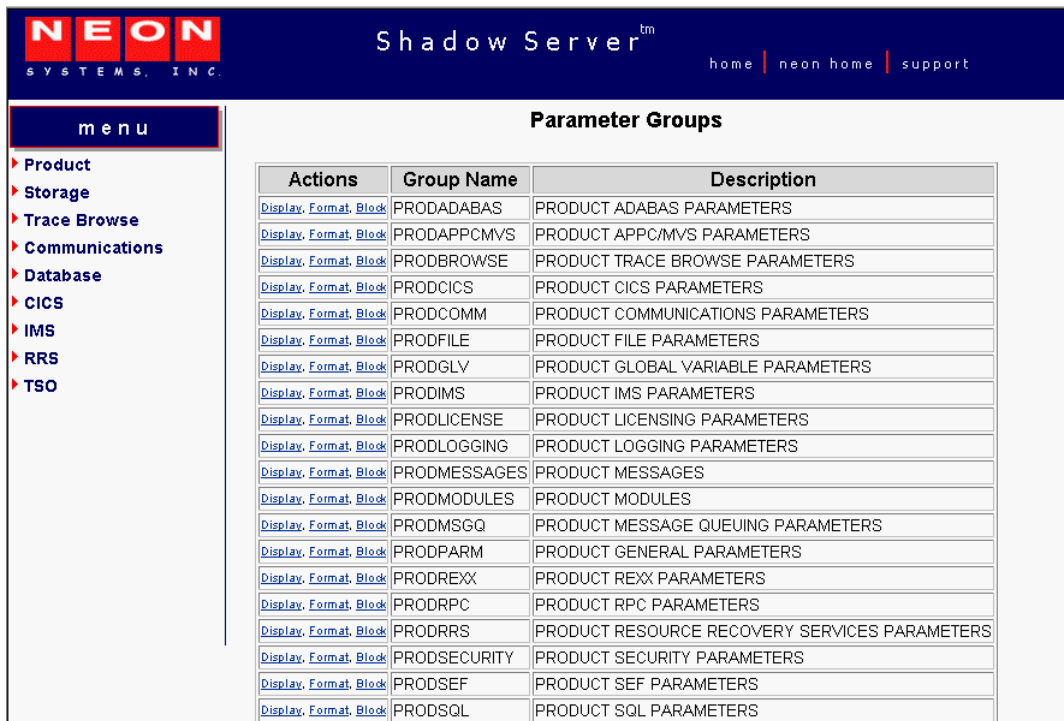 NEON
SYSTEMS, INC.
Shadow Server tm
home | neon home | support
menu
Product
Storage
Trace Browse
Communications
Database
CICS
IMS
RRS
TSO
Parameter Groups
Actions Group Name Description
Display, Format, Block PRODADABAS PRODUCT ADABAS PARAMETERS
Display, Format, Block PRODAPPCMVS PRODUCT APPC/MVS PARAMETERS
Display, Format, Block PRODBROWSE PRODUCT TRACE BROWSE PARAMETERS
Display, Format, Block PRODCICS PRODUCT CICS PARAMETERS
Display, Format, Block PRODCOMM PRODUCT COMMUNICATIONS PARAMETERS
Display, Format, Block PRODFILE PRODUCT FILE PARAMETERS
Display, Format, Block PRODGLV PRODUCT GLOBAL VARIABLE PARAMETERS
Display, Format, Block PRODIMS PRODUCT IMS PARAMETERS
Display, Format, Block PRODLICENSE PRODUCT LICENSING PARAMETERS
Display, Format, Block PRODLOGGING PRODUCT LOGGING PARAMETERS
Display, Format, Block PRODMESSAGES PRODUCT MESSAGES
Display, Format, Block PRODMODULES PRODUCT MODULES
Display, Format, Block PRODMSGQ PRODUCT MESSAGE QUEUING PARAMETERS
Display, Format, Block PRODPARM PRODUCT GENERAL PARAMETERS
Display, Format, Block PRODREXX PRODUCT REXX PARAMETERS
Display, Format, Block PRODRPC PRODUCT RPC PARAMETERS
Display, Format, Block PRODRRS PRODUCT RESOURCE RECOVERY SERVICES PARAMETERS
Display, Format, Block PRODSECURITY PRODUCT SECURITY PARAMETERS
Display, Format, Block PRODSEF PRODUCT SEF PARAMETERS
Display, Format, Block PRODSQL PRODUCT SQL PARAMETERS